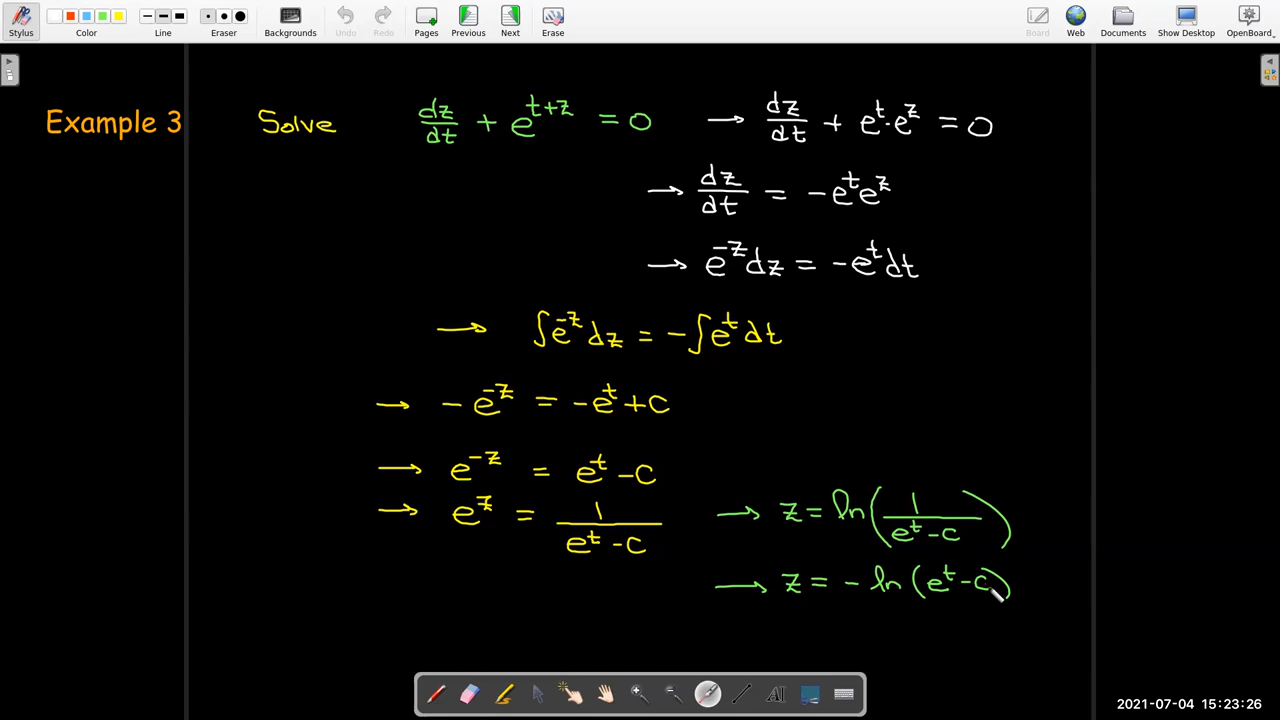 Stylus Color Line Eraser Backgrounds Undo Redo Pages Previous Next Erase Board Web Documents Show Desktop OpenBoard
Example 3 Solve dz/dt + e^{t+z} = 0 → dz/dt + e^t · e^z = 0
→ dz/dt = -e^t e^z
→ e^{-z} dz = -e^t dt
→ ∫e^{-z} dz = -∫e^t dt
→ -e^{-z} = -e^t + c
→ e^{-z} = e^t - c
→ e^z = 1/(e^t - c)
→ z = ln(1/(e^t - c))
→ z = -ln(e^t - c)
AI
2021-07-04 15:23:26